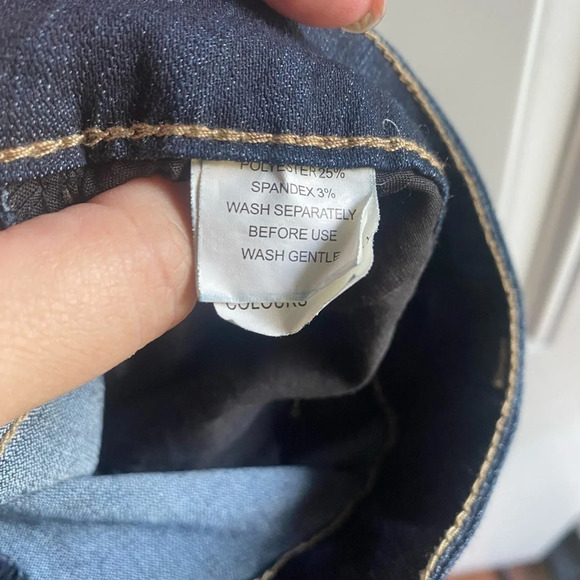 POLYESTER 25%
SPANDEX 3%
WASH SEPARATELY
BEFORE USE
WASH GENTLE
COLOURS